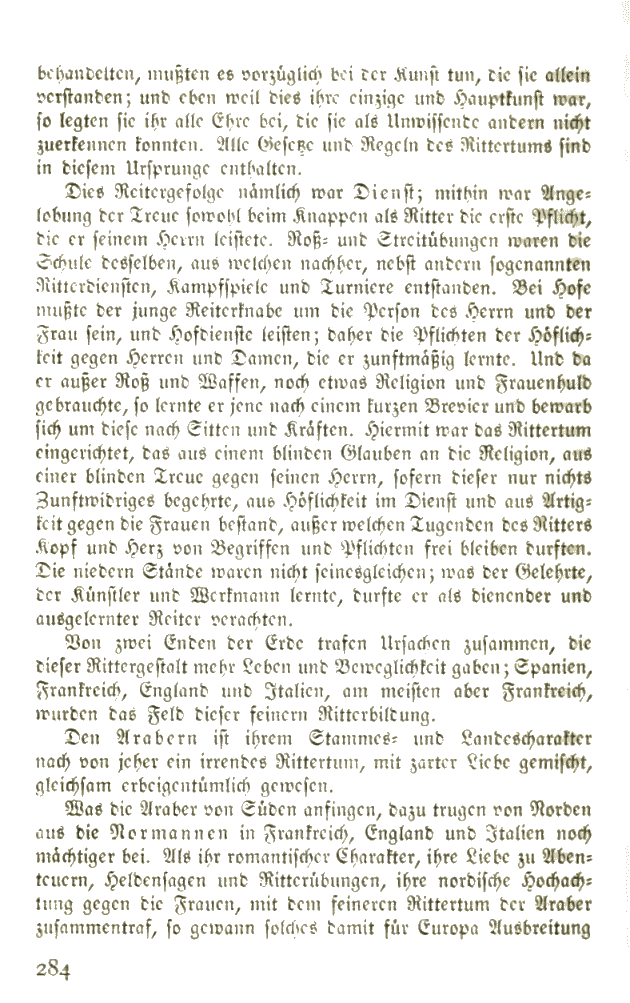 behandelten, mußten es vorzüglich bei der Kunst tun, die sie allein
verstanden; und eben weil dies ihre einzige und Hauptkunst war,
so legten sie ihr alle Ehre bei, die sie als Unwissende andern nicht
zuerkennen konnten. Alle Gesetze und Regeln des Rittertums sind
in diesem Ursprunge enthalten.
Dies Reitergefolge nämlich war Dienst; mithin war Ange-
lobung der Treue sowohl beim Knappen als Ritter die erste Pflicht,
die er seinem Herrn leistete. Roß- und Streitübungen waren die
Schule desselben, aus welchen nachher, nebst andern sogenannten
Ritterdiensten, Kampfspiele und Turniere entstanden. Bei Hofe
mußte der junge Reiterknabe um die Person des Herrn und der
Frau sein, und Hofdienste leisten; daher die Pflichten der Höflich-
keit gegen Herren und Damen, die er zunftmäßig lernte. Und da
er außer Roß und Waffen, noch etwas Religion und Frauenhuld
gebrauchte, so lernte er jene nach einem kurzen Brevier und bewarb
sich um diese nach Sitten und Kräften. Hiermit war das Rittertum
eingerichtet, das aus einem blinden Glauben an die Religion, aus
einer blinden Treue gegen seinen Herrn, sofern dieser nur nichts
Zunftwidriges begehrte, aus Höflichkeit im Dienst und aus Artig-
keit gegen die Frauen bestand, außer welchen Tugenden des Ritters
Kopf und Herz von Begriffen und Pflichten frei bleiben durften.
Die niedern Stände waren nicht seinesgleichen; was der Gelehrte,
der Künstler und Werkmann lernte, durfte er als dienender und
ausgelernter Reiter verachten.
Von zwei Enden der Erde trafen Ursachen zusammen, die
dieser Rittergestalt mehr Leben und Beweglichkeit gaben; Spanien,
Frankreich, England und Italien, am meisten aber Frankreich,
wurden das Feld dieser feinern Ritterbildung.
Den Arabern ist ihrem Stammes- und Landescharakter
nach von jeher ein irrendes Rittertum, mit zarter Liebe gemischt,
gleichsam erbeigentümlich gewesen.
Was die Araber von Süden anfingen, dazu trugen von Norden
aus die Normannen in Frankreich, England und Italien noch
mächtiger bei. Als ihr romantischer Charakter, ihre Liebe zu Aben-
teuern, Heldensagen und Ritterübungen, ihre nordische Hochach-
tung gegen die Frauen, mit dem feineren Rittertum der Araber
zusammentraf, so gewann solches damit für Europa Ausbreitung
284